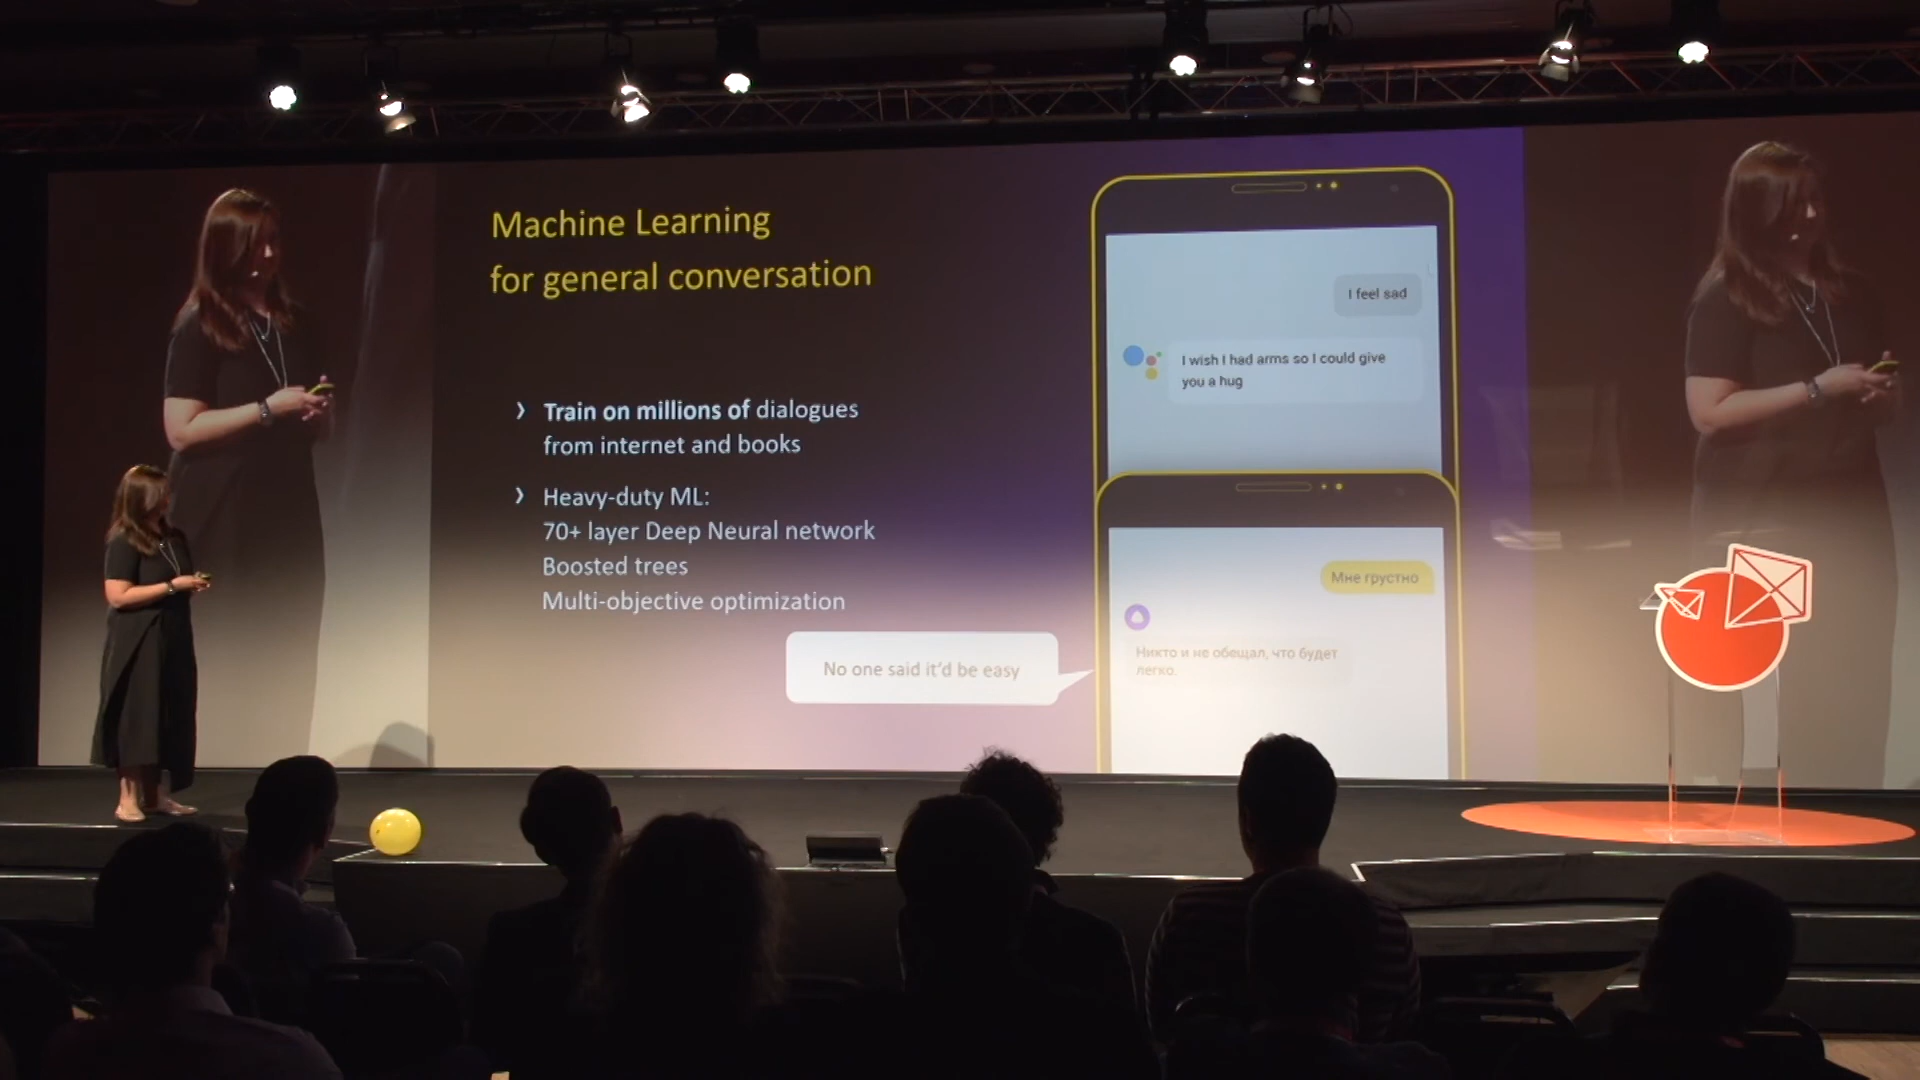 Machine Learning
for general conversation
› Train on millions of dialogues
from internet and books
› Heavy-duty ML:
70+ layer Deep Neural network
Boosted trees
Multi-objective optimization
No one said it'd be easy
I feel sad
I wish I had arms so I could give
you a hug
Мне грустно
Никто и не обещал, что будет
легко.